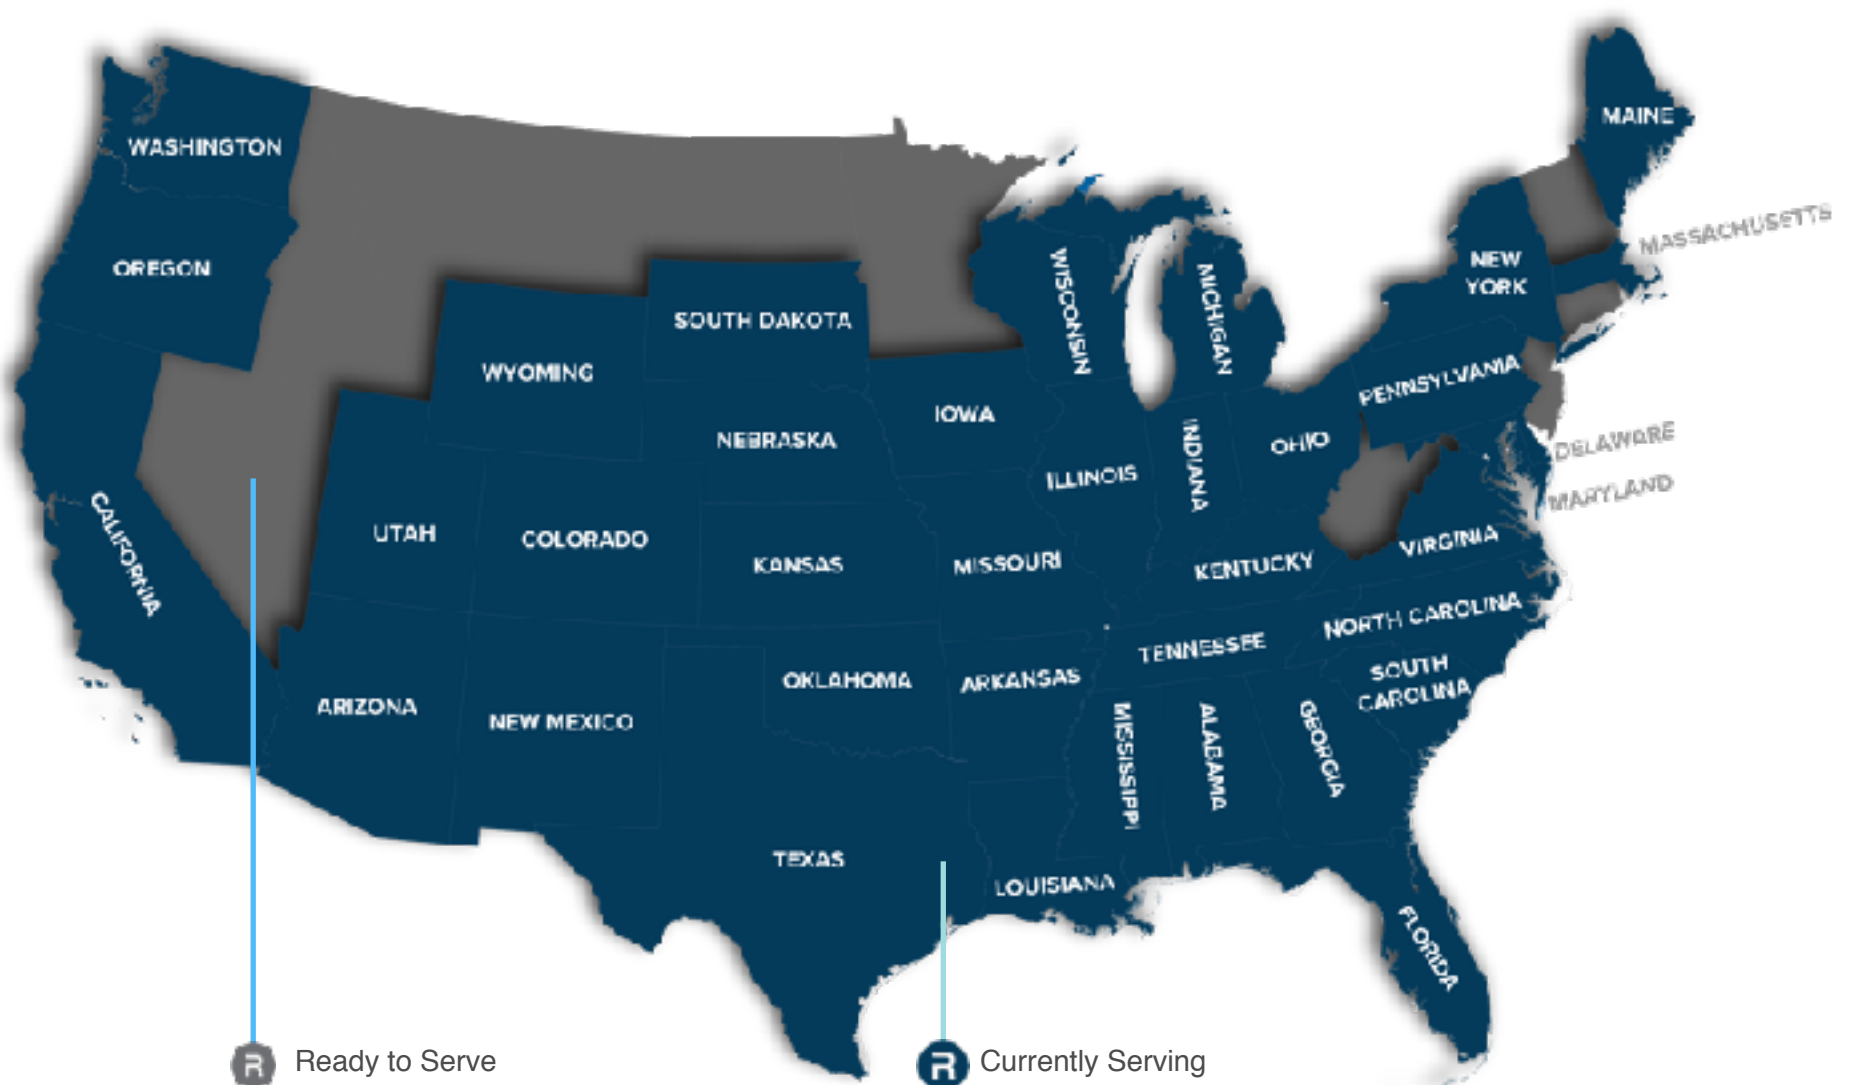 MAINE
WASHINGTON
MASSACHUSETTS
OREGON
NEW
YORK
WISCONSIN
MICHIGAN
SOUTH DAKOTA
WYOMING
PENNSYLVANIA
IOWA
NEBRASKA
INDIANA
OHIO
DELAWARE
ILLINOIS
MARYLAND
CALIFORNIA
UTAH
COLORADO
KANSAS
MISSOURI
KENTUCKY
VIRGINIA
NORTH CAROLINA
TENNESSEE
SOUTH
CAROLINA
OKLAHOMA
ARKANSAS
ARIZONA
NEW MEXICO
MISSISSIPPI
ALABAMA
GEORGIA
TEXAS
LOUISIANA
FLORIDA
R Ready to Serve
R Currently Serving